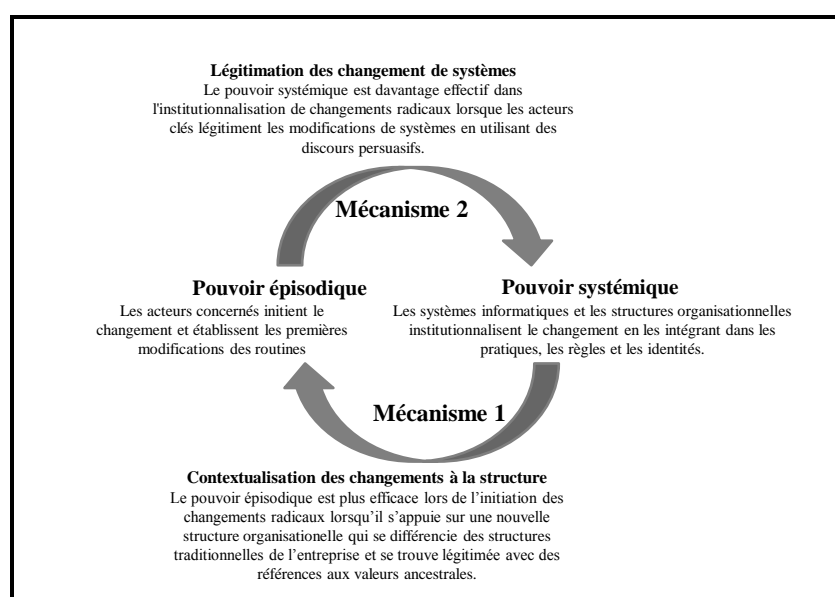 Légitimation des changement de systèmes
Le pouvoir systémique est davantage effectif dans
l'institutionnalisation de changements radicaux lorsque les acteurs
clés légitiment les modifications de systèmes en utilisant des
discours persuasifs.
Mécanisme 2
Pouvoir épisodique
Les acteurs concernés initient le
changement et établissent les premières
modifications des routines
Pouvoir systémique
Les systèmes informatiques et les structures organisationnelles
institutionnalisent le changement en les intégrant dans les
pratiques, les règles et les identités.
Mécanisme 1
Contextualisation des changements à la structure
Le pouvoir épisodique est plus efficace lors de l’initiation des
changements radicaux lorsqu’il s’appuie sur une nouvelle
structure organisationelle qui se différencie des structures
traditionnelles de l’entreprise et se trouve légitimée avec des
références aux valeurs ancestrales.